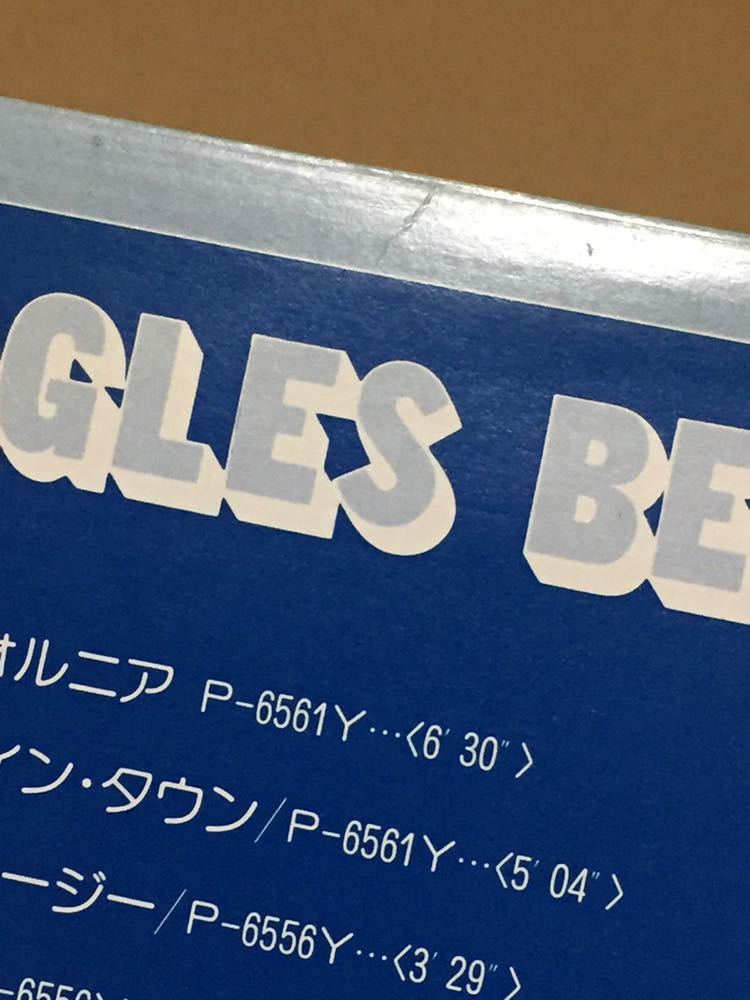 GLES BE
ォルニア P-6561Y…〈6′30″〉
イン・タウン/P-6561Y…〈5′04″〉
ージー/P-6556Y…〈3′29″〉